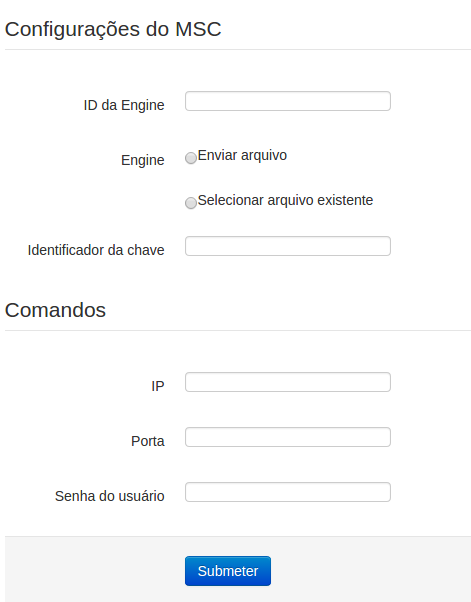 Configurações do MSC
ID da Engine
Engine
Enviar arquivo
Selecionar arquivo existente
Identificador da chave
Comandos
IP
Porta
Senha do usuário
Submeter